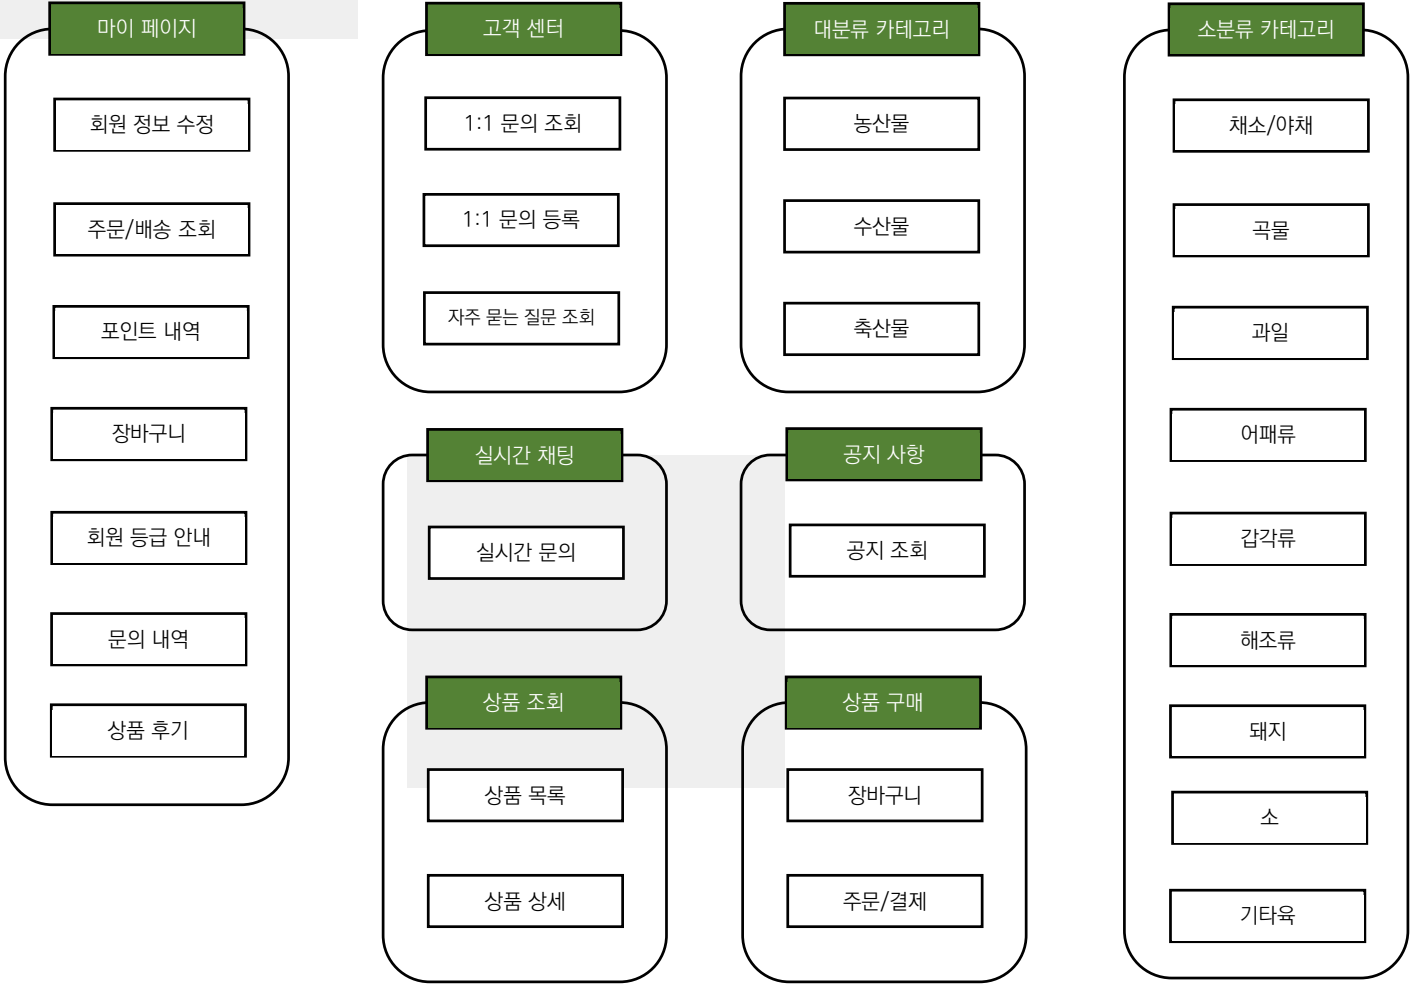 마이 페이지
회원 정보 수정
주문/배송 조회
포인트 내역
장바구니
회원 등급 안내
문의 내역
상품 후기
고객 센터
1:1 문의 조회
1:1 문의 등록
자주 묻는 질문 조회
대분류 카테고리
농산물
수산물
축산물
실시간 채팅
실시간 문의
공지 사항
공지 조회
상품 조회
상품 목록
상품 상세
상품 구매
장바구니
주문/결제
소분류 카테고리
채소/야채
곡물
과일
어패류
갑각류
해조류
돼지
소
기타육